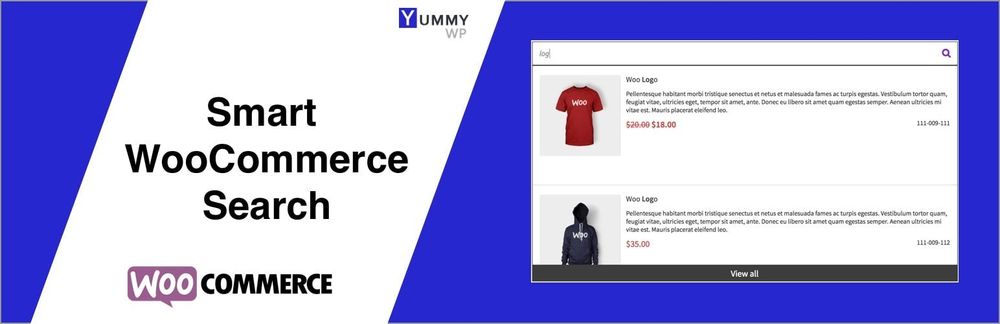 YUMMY
WP
Smart
WooCommerce
Search
WOO COMMERCE
log
Woo Logo
Pellentesque habitant morbi tristique senectus et netus et malesuada fames ac turpis egestas. Vestibulum tortor quam,
feugiat vitae, ultricies eget, tempor sit amet, ante. Donec eu libero sit amet quam egestas semper. Aenean ultricies mi
vitae est. Mauris placerat eleifend leo.
$20.00 $18.00
111-009-111
WOO
Woo Logo
Pellentesque habitant morbi tristique senectus et netus et malesuada fames ac turpis egestas. Vestibulum tortor quam,
feugiat vitae, ultricies eget, tempor sit amet, ante. Donec eu libero sit amet quam egestas semper. Aenean ultricies mi
vitae est. Mauris placerat eleifend leo.
$35.00
111-009-112
WOO
View all